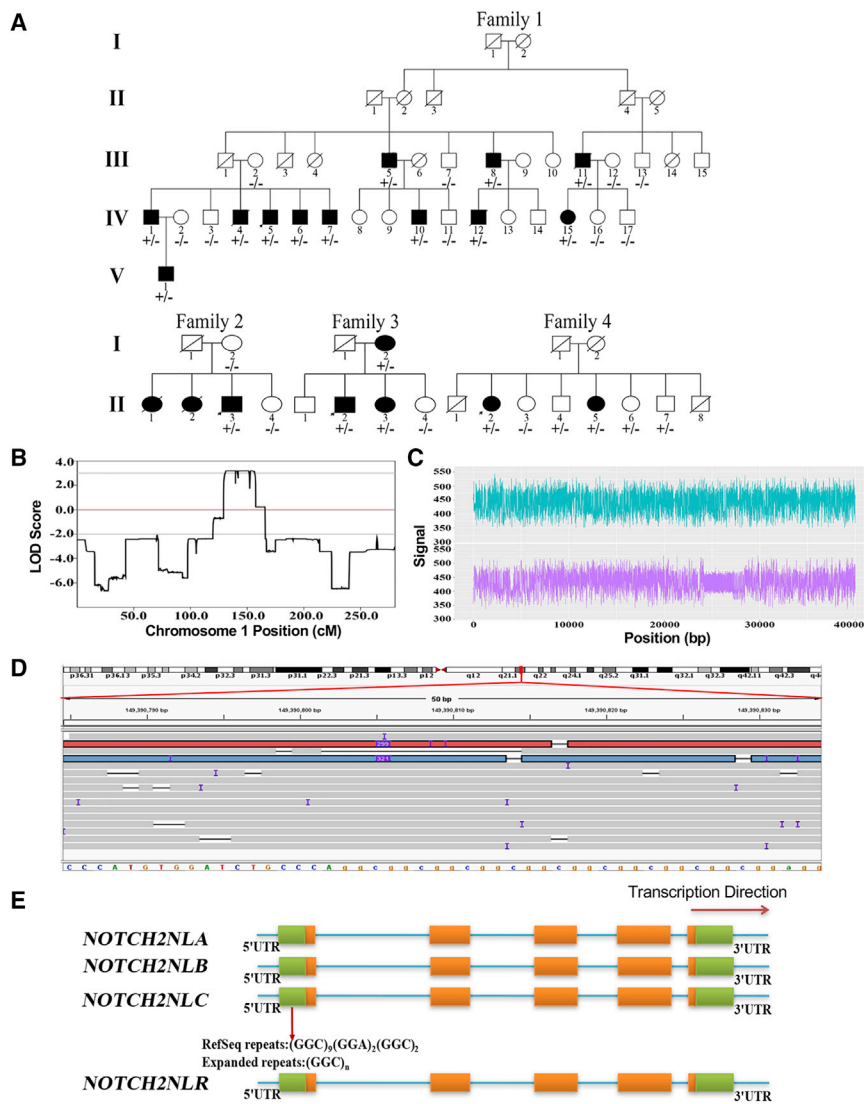 A
Family 1
I
1 2
II
1 2 3 4 5
III
1 2 3 4 5 6 7 8 9 10 11 12 13 14 15
-/- +/- -/- +/- +/- -/- -/-
IV
1 2 3 4 5 6 7 8 9 10 11 12 13 14 15 16 17
+/- -/- -/- +/- +/- +/- +/- +/- -/- +/- +/- -/- -/-
V
1
+/-
Family 2 Family 3 Family 4
I
1 2 1 2 1 2
-/- +/-
II
1 2 3 4 1 2 3 4 1 2 3 4 5 6 7 8
+/- -/- +/- +/- -/- +/- -/- +/- +/- +/- +/-
B
4.0
2.0
0.0
-2.0
-4.0
-6.0
LOD Score
50.0 100.0 150.0 200.0 250.0
Chromosome 1 Position (cM)
C
550
500
450
400
350
550
500
450
400
350
300
Signal
0 10000 20000 30000 40000
Position (bp)
D
p36.31 p36.13 p35.3 p34.2 p33 p32.3 p31.1 p22.3 p21.3 p13.3 p12 q12 q21.1 q22 q24.1 q25.2 q31.1 q32.1 q32.3 q42.11 q4
50 bp
149,390,790 bp 149,390,800 bp 149,390,810 bp 149,390,820 bp 149,390,830 bp
C C C A T G T G G A T C T G C C C A g g c g g c g g c g g c g g c g g c g g c g g c g g a g g
E
Transcription Direction
NOTCH2NLA
5'UTR 3'UTR
NOTCH2NLB
5'UTR 3'UTR
NOTCH2NLC
5'UTR 3'UTR
RefSeq repeats:(GGC)9(GGA)2(GGC)2
Expanded repeats:(GGC)n
NOTCH2NLR
5'UTR 3'UTR